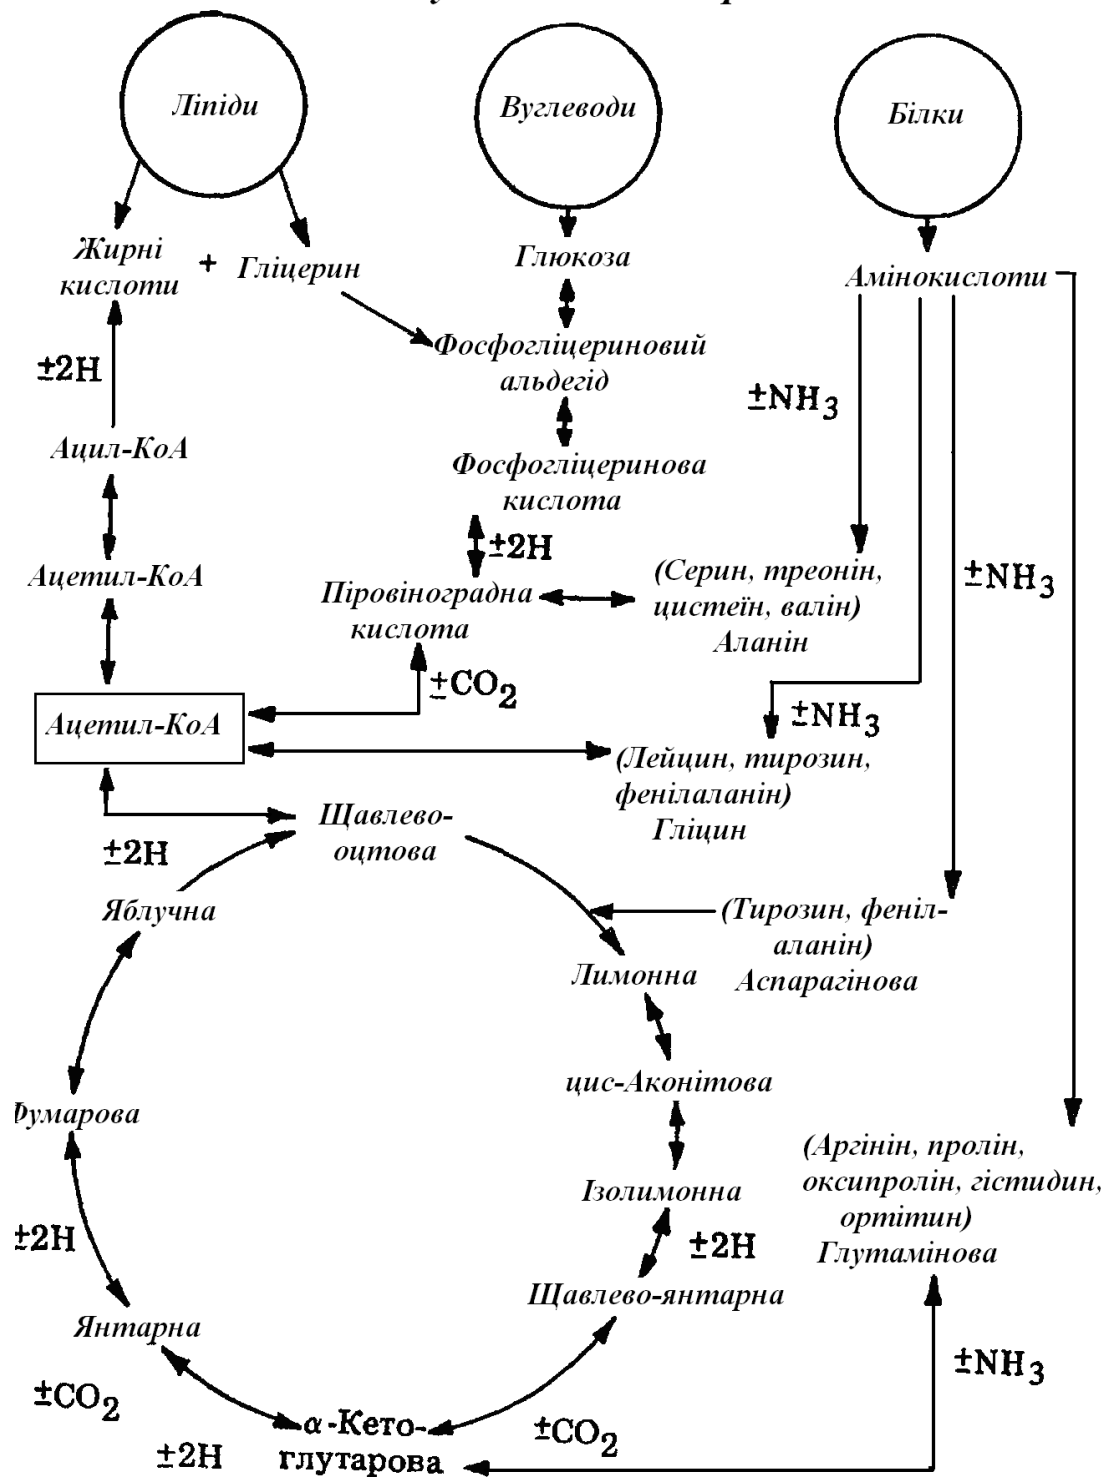 Ліпіди
Вуглеводи
Білки
Жирні
кислоти
+
Гліцерин
Глюкоза
Амінокислоти
Фосфогліцериновий
альдегід
±2H
±NH3
Ацил-КоА
Фосфогліцеринова
кислота
±2H
Ацетил-КоА
(Серин, треонін,
цистеїн, валін)
Аланін
±NH3
Піровіноградна
кислота
±CO2
Ацетил-КоА
±NH3
(Лейцин, тирозин,
фенілаланін)
Гліцин
Щавлево-
оцтова
±2H
Яблучна
(Тирозин, феніл-
аланін)
Аспарагінова
Лимонна
цис-Аконітова
Фумарова
(Аргінін, пролін,
оксипролін, гістидин,
ортітин)
Глутамінова
Ізолимонна
±2H
±2H
Щавлево-янтарна
Янтарна
±NH3
±CO2
α-Кето-
глутарова
±CO2
±2H